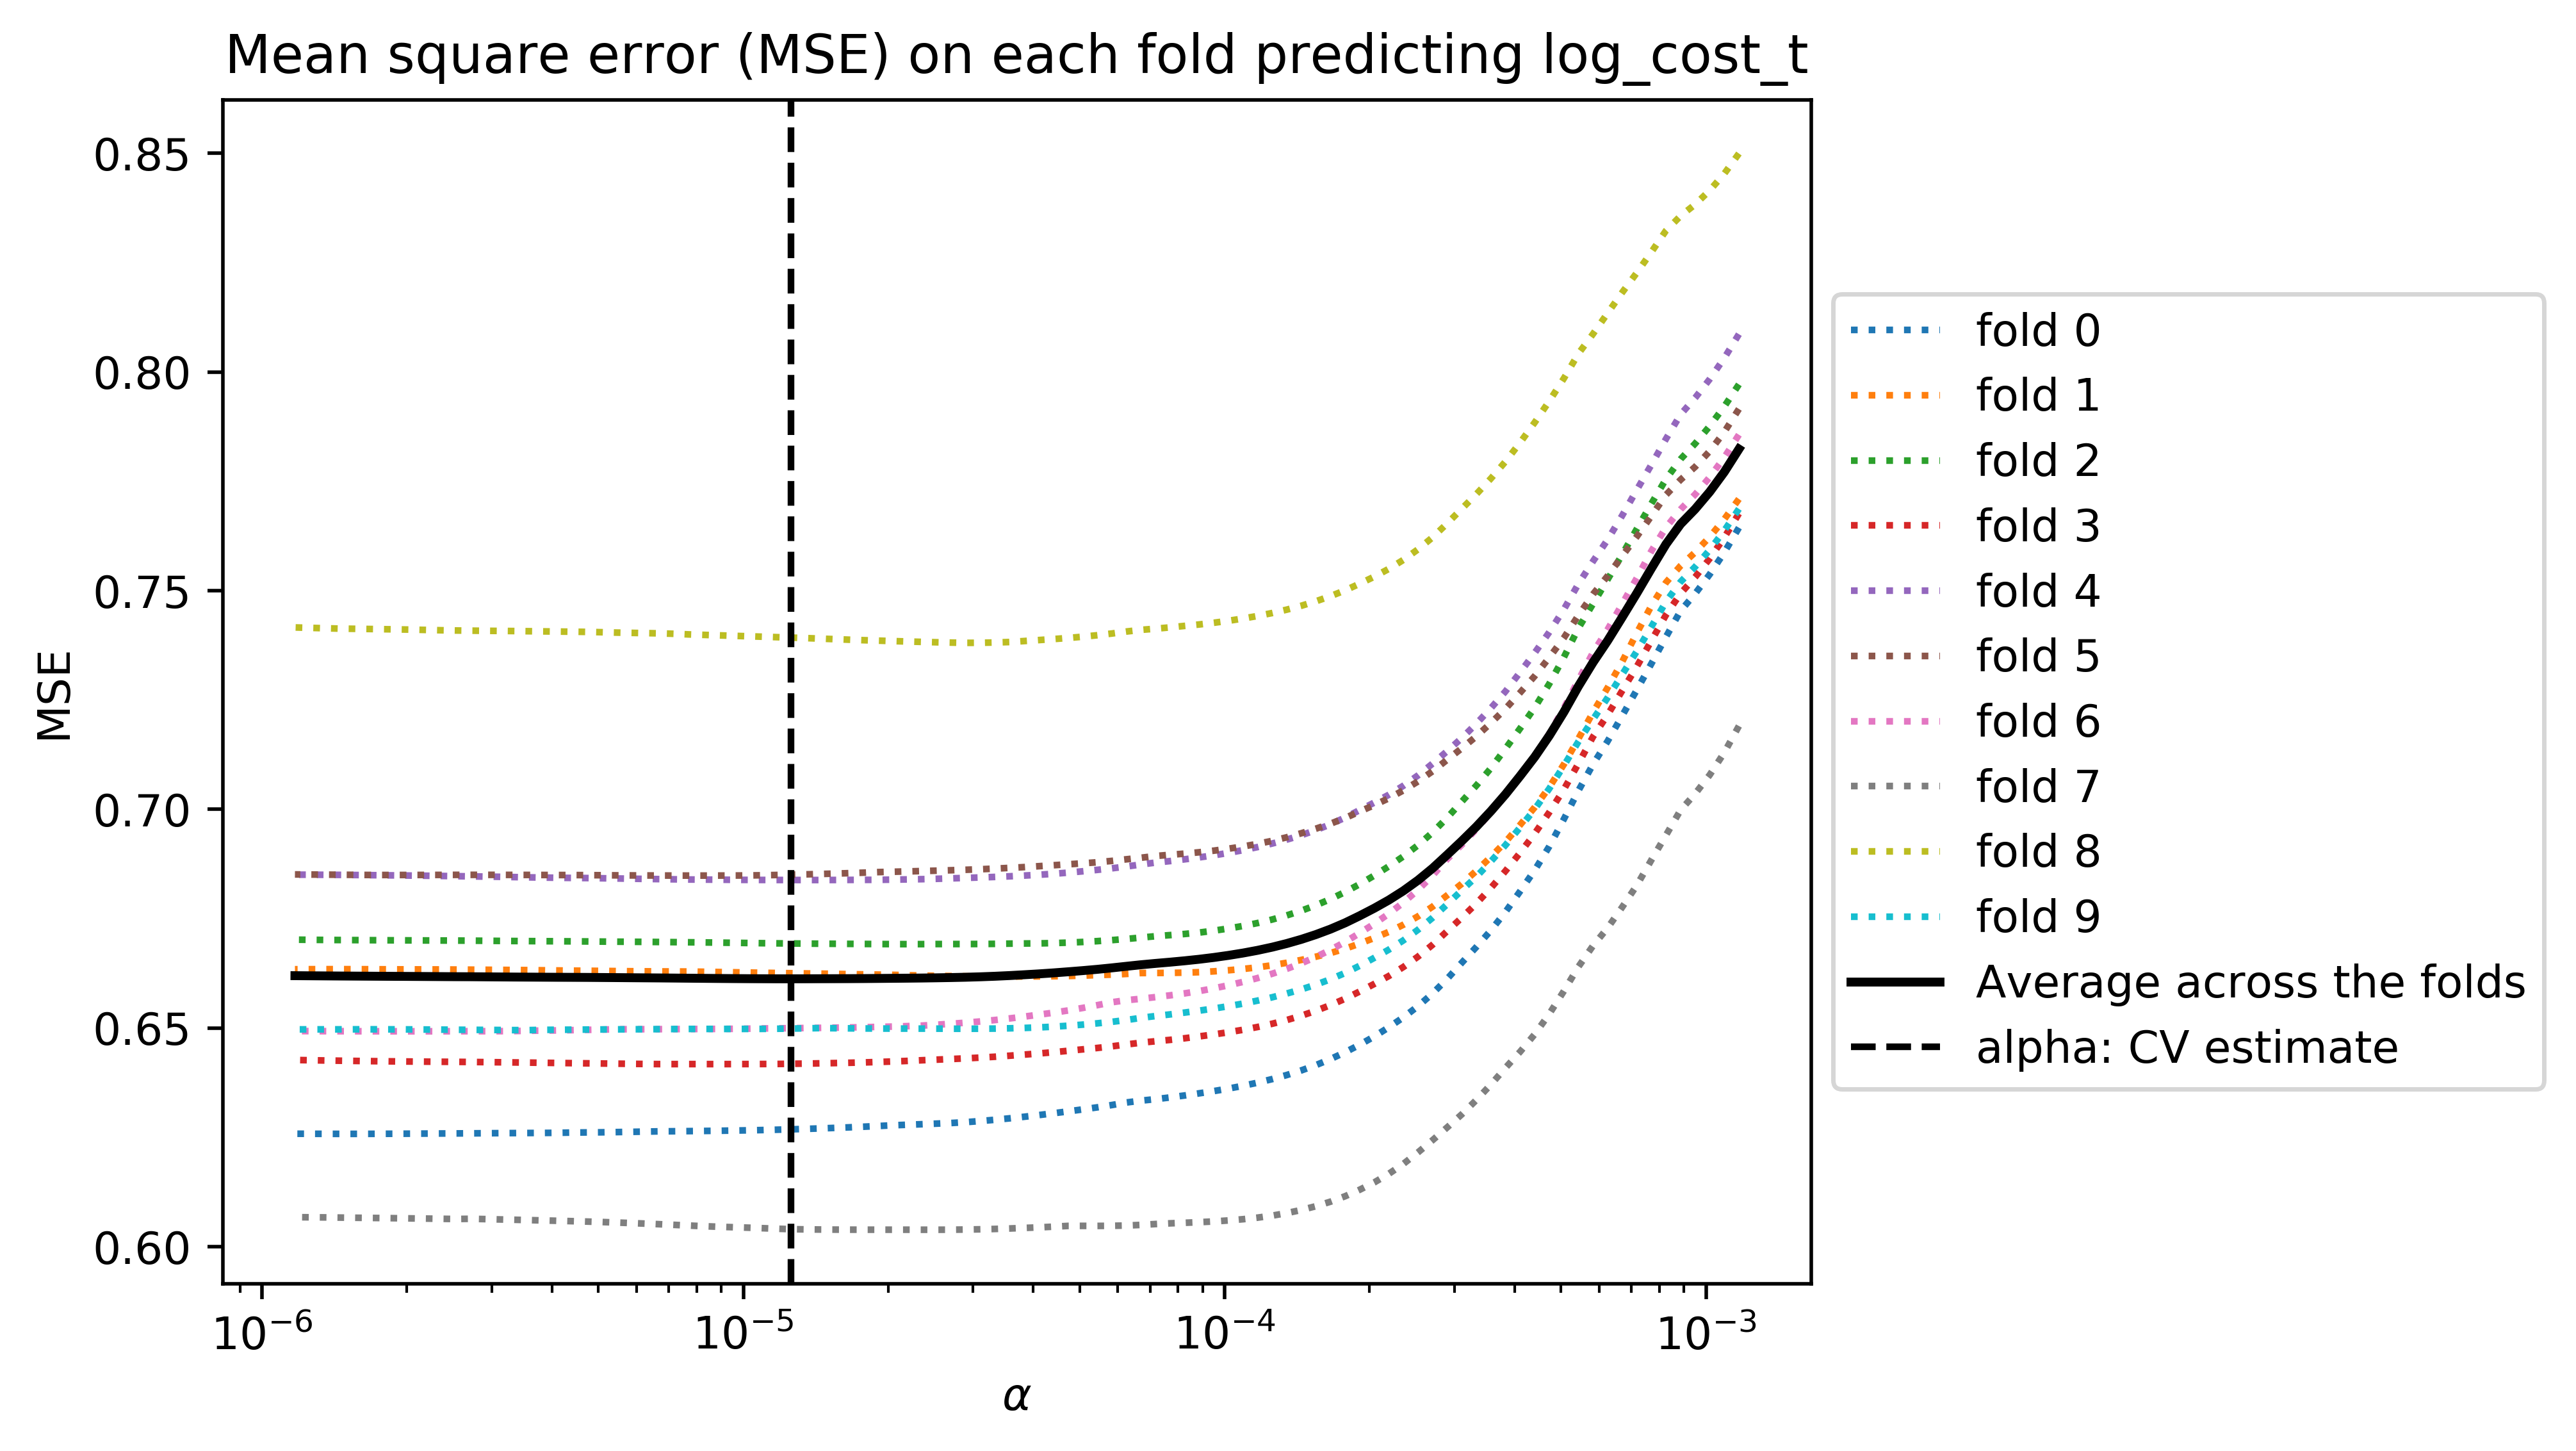 Mean square error (MSE) on each fold predicting log_cost_t
MSE
0.85
0.80
0.75
0.70
0.65
0.60
10⁻⁶
10⁻⁵
10⁻⁴
10⁻³
α
fold 0
fold 1
fold 2
fold 3
fold 4
fold 5
fold 6
fold 7
fold 8
fold 9
Average across the folds
alpha: CV estimate